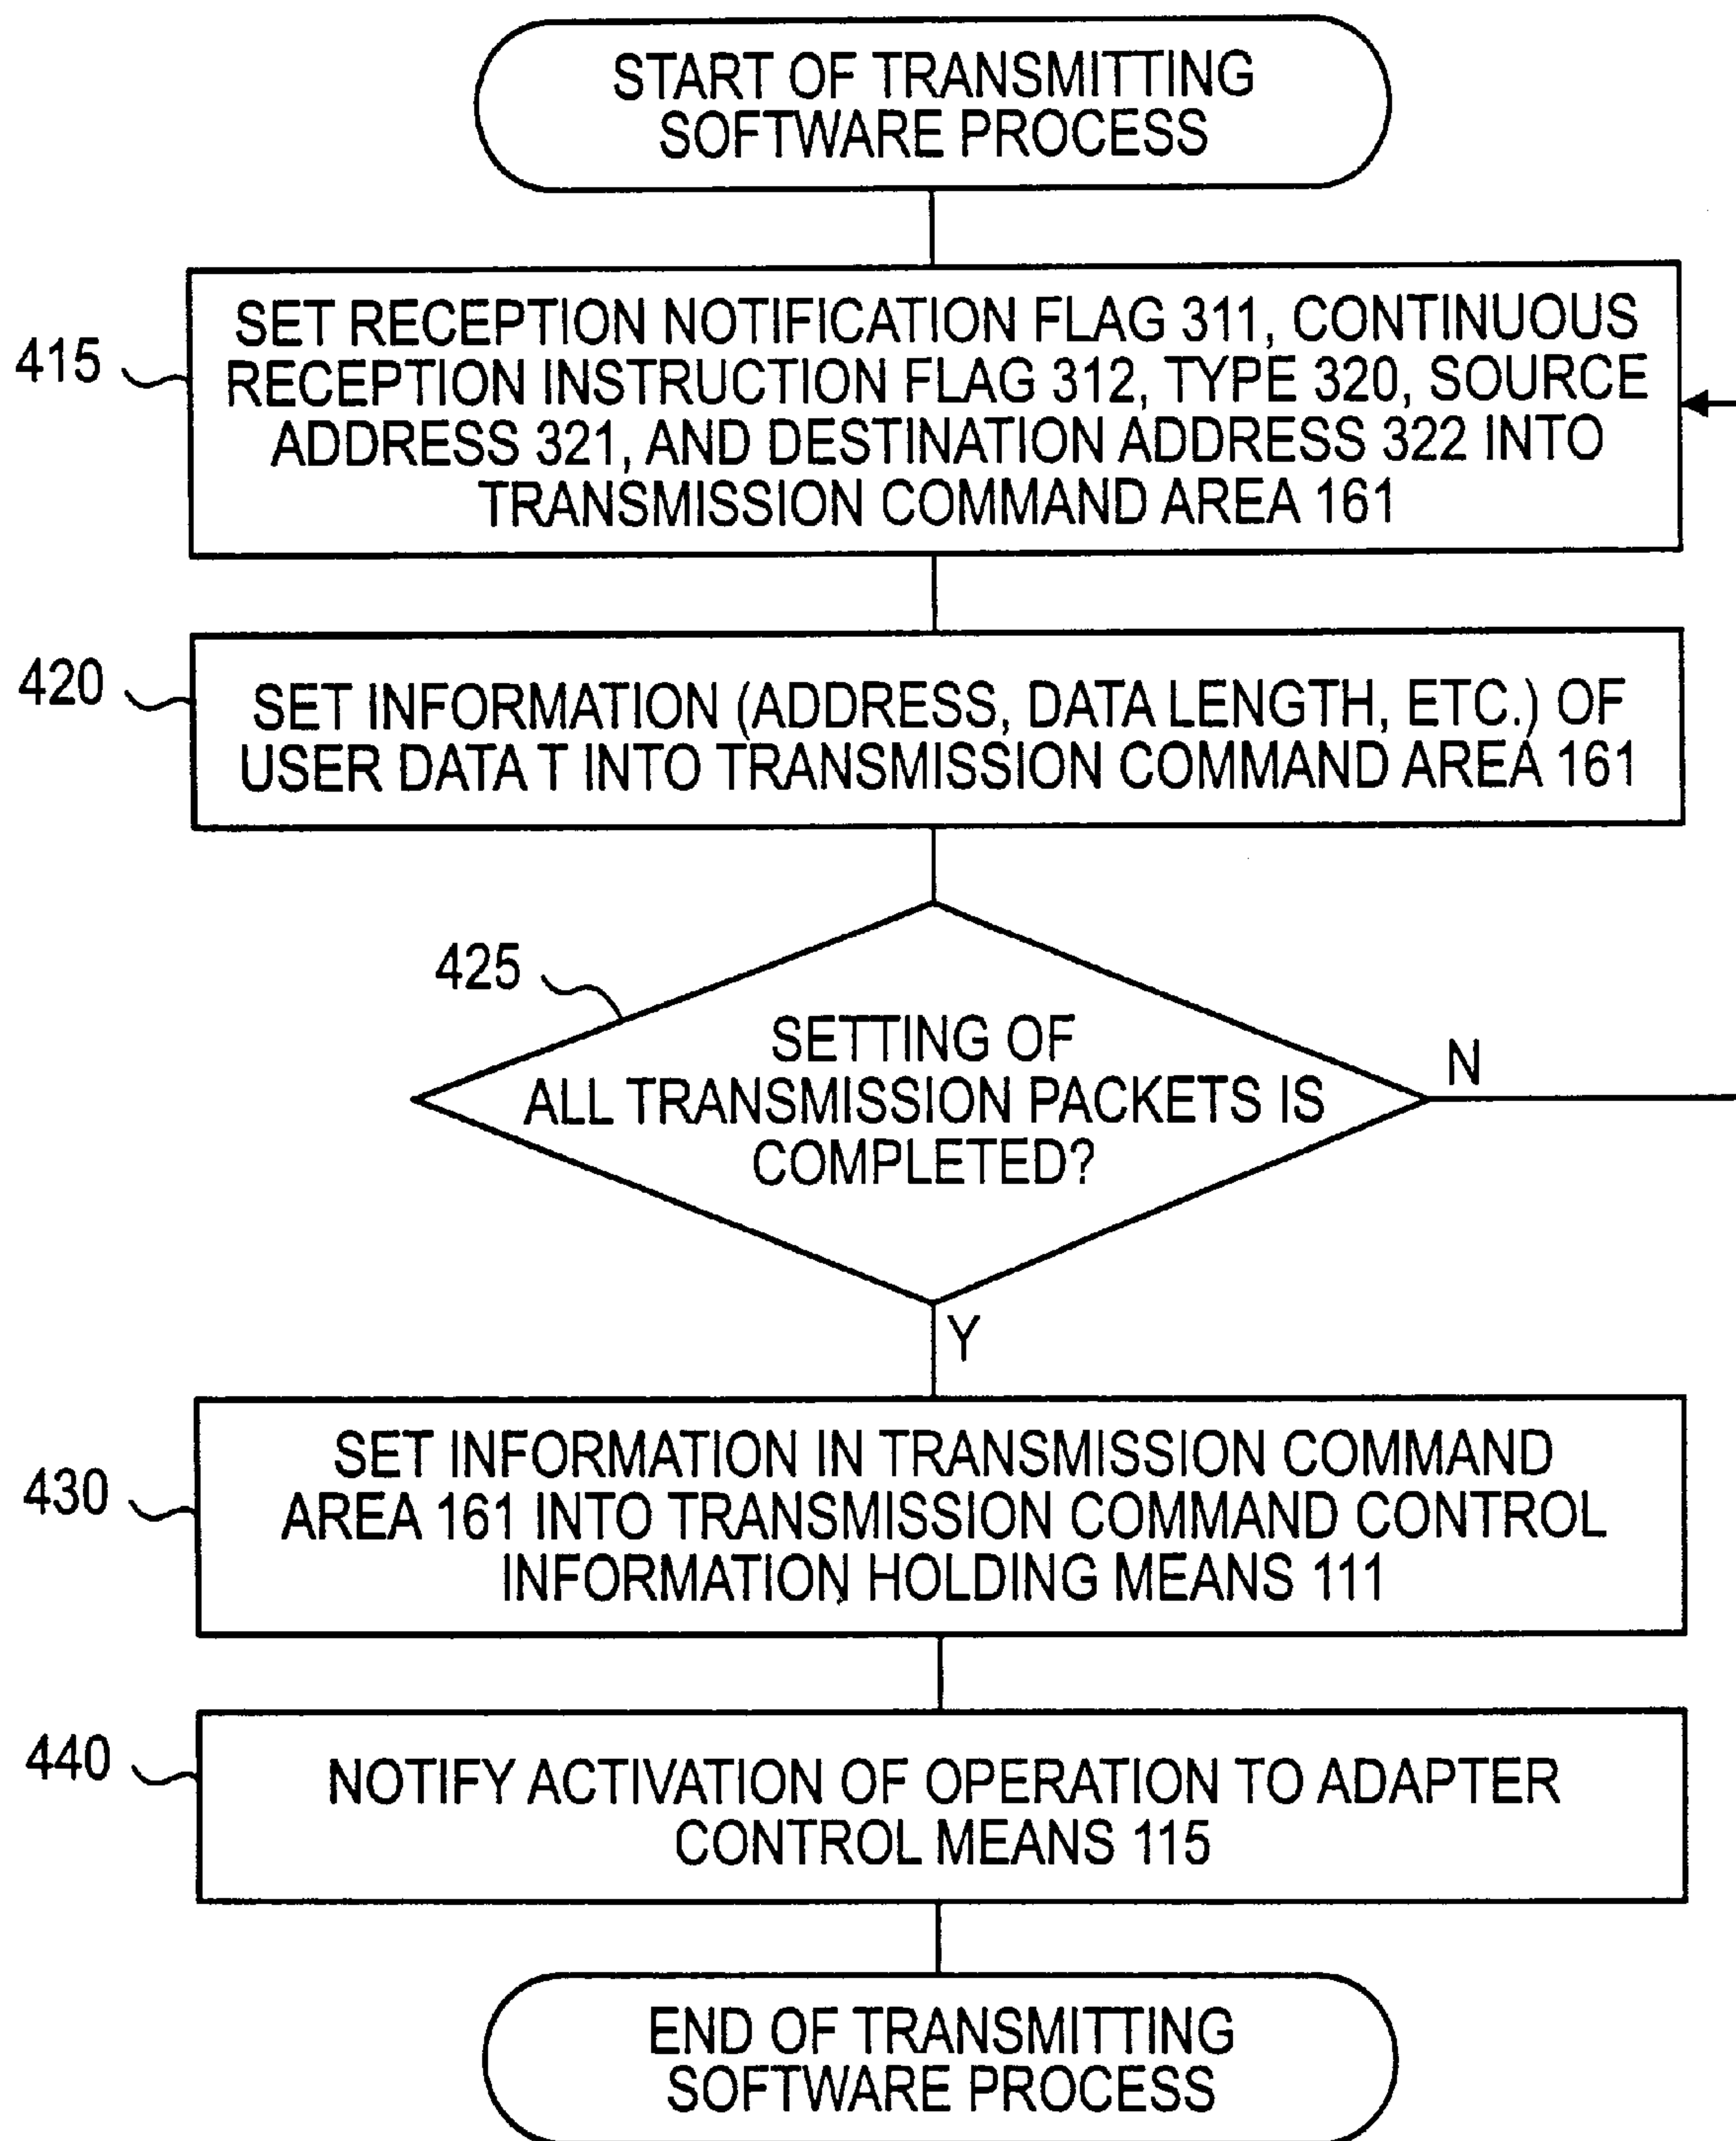 START OF TRANSMITTING
SOFTWARE PROCESS
415
SET RECEPTION NOTIFICATION FLAG 311, CONTINUOUS
RECEPTION INSTRUCTION FLAG 312, TYPE 320, SOURCE
ADDRESS 321, AND DESTINATION ADDRESS 322 INTO
TRANSMISSION COMMAND AREA 161
420
SET INFORMATION (ADDRESS, DATA LENGTH, ETC.) OF
USER DATA T INTO TRANSMISSION COMMAND AREA 161
425
SETTING OF
ALL TRANSMISSION PACKETS IS
COMPLETED?
N
Y
430
SET INFORMATION IN TRANSMISSION COMMAND
AREA 161 INTO TRANSMISSION COMMAND CONTROL
INFORMATION HOLDING MEANS 111
440
NOTIFY ACTIVATION OF OPERATION TO ADAPTER
CONTROL MEANS 115
END OF TRANSMITTING
SOFTWARE PROCESS